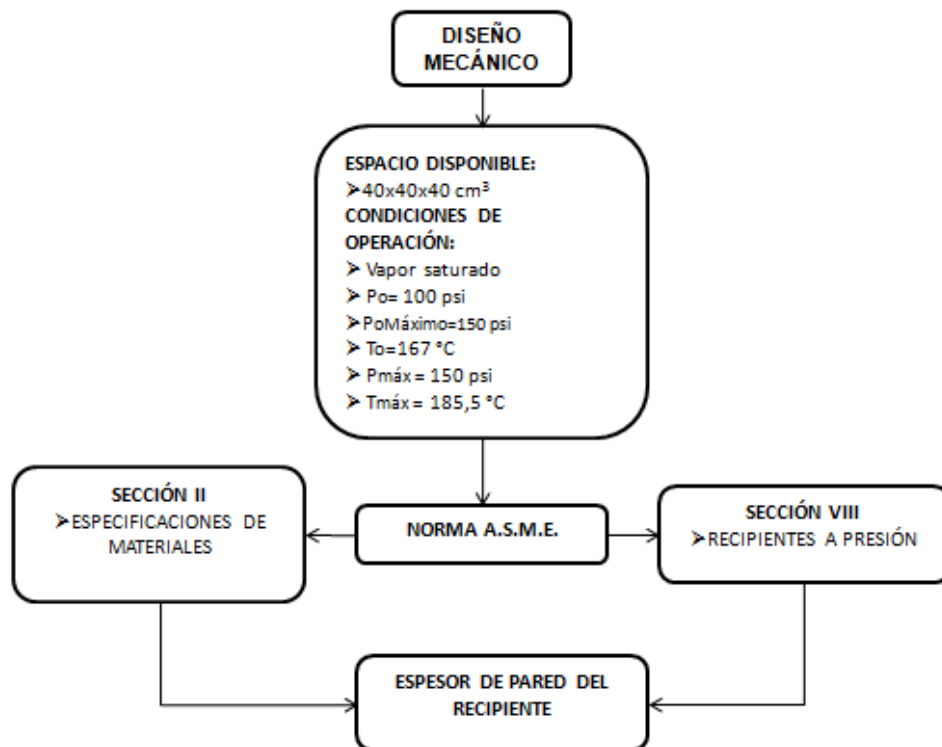 DISEÑO
MECÁNICO
ESPACIO DISPONIBLE:
➢40x40x40 cm³
CONDICIONES DE
OPERACIÓN:
➢ Vapor saturado
➢ Po= 100 psi
➢PoMáximo=150 psi
➢ To=167 °C
➢ Pmáx = 150 psi
➢ Tmáx = 185,5 °C
SECCIÓN II
➢ESPECIFICACIONES DE
MATERIALES
NORMA A.S.M.E.
SECCIÓN VIII
➢RECIPIENTES A PRESIÓN
ESPESOR DE PARED DEL
RECIPIENTE